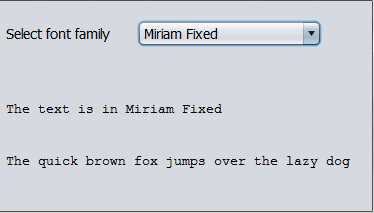 Select font family Miriam Fixed
The text is in Miriam Fixed
The quick brown fox jumps over the lazy dog